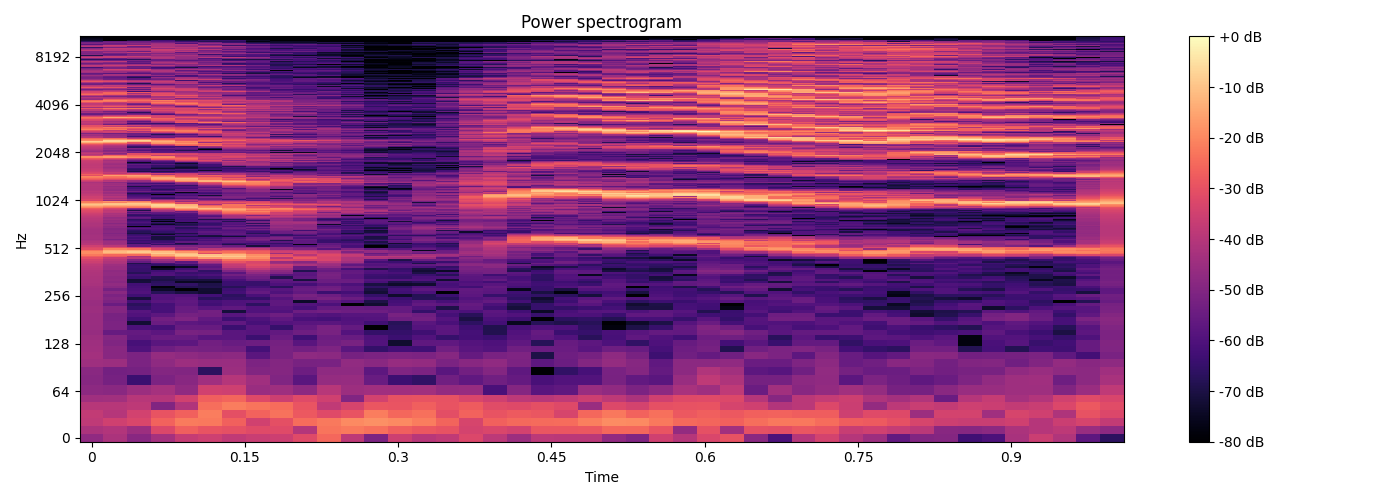 Power spectrogram
Hz
8192
4096
2048
1024
512
256
128
64
0
0 0.15 0.3 0.45 0.6 0.75 0.9
Time
+0 dB
-10 dB
-20 dB
-30 dB
-40 dB
-50 dB
-60 dB
-70 dB
-80 dB